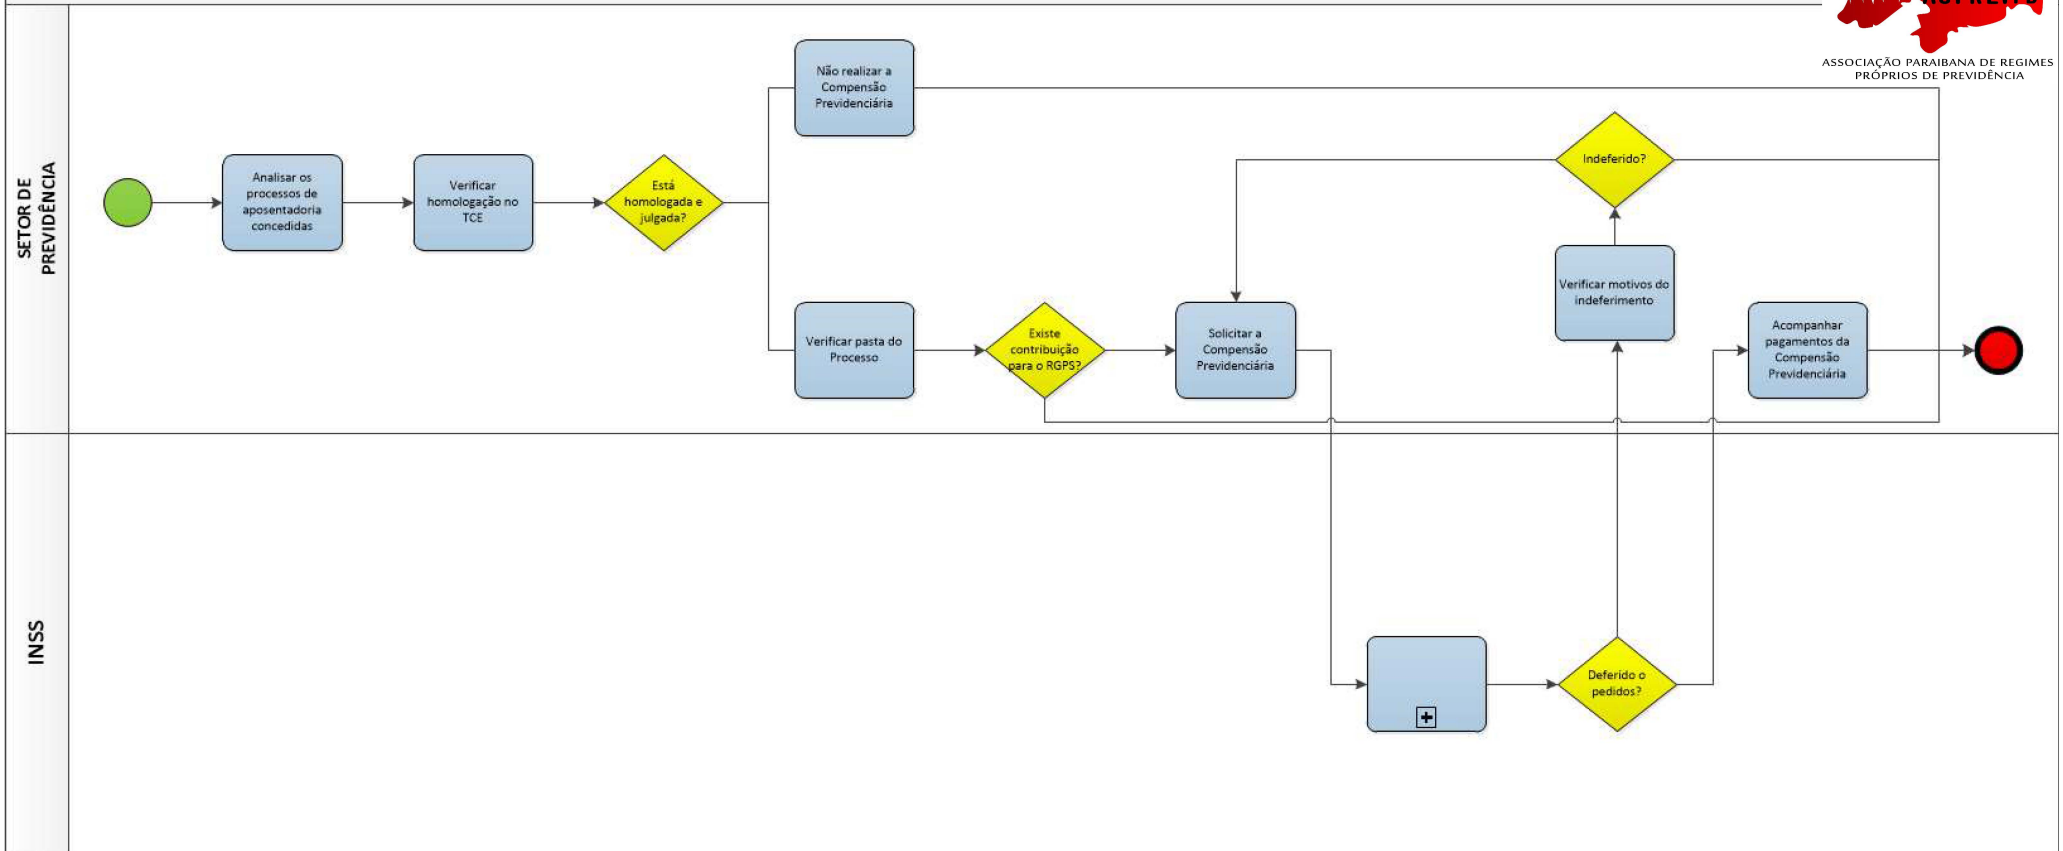 ASSOCIAÇÃO PARAIBANA DE REGIMES
PRÓPRIOS DE PREVIDÊNCIA
SETOR DE
PREVIDÊNCIA
Analisar os
processos de
aposentadoria
concedidas
Verificar
homologação no
TCE
Está
homologada e
julgada?
Não realizar a
Compensão
Previdenciária
Verificar pasta do
Processo
Existe
contribuição
para o RGPS?
Solicitar a
Compensão
Previdenciária
Indeferido?
Verificar motivos do
indeferimento
Acompanhar
pagamentos da
Compensão
Previdenciária
INSS
Deferido o
pedidos?